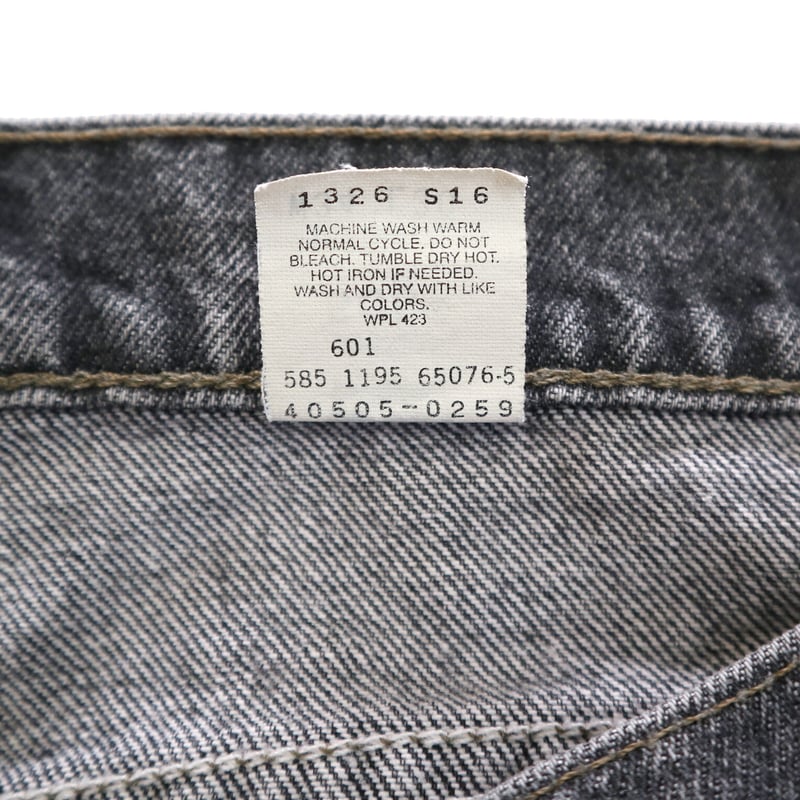 1326 S16
MACHINE WASH WARM
NORMAL CYCLE. DO NOT
BLEACH. TUMBLE DRY HOT.
HOT IRON IF NEEDED.
WASH AND DRY WITH LIKE
COLORS.
WPL 423
601
585 1195 65076-5
40505-0259